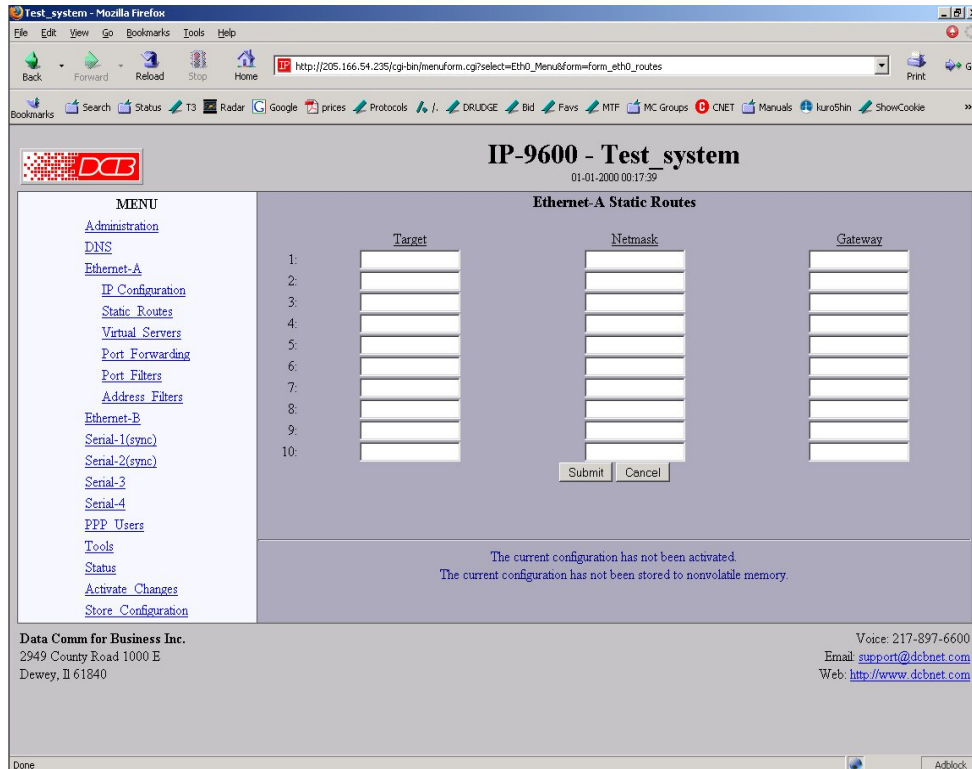 Test_system - Mozilla Firefox
File Edit View Go Bookmarks Tools Help
Back Forward Reload Stop Home
IP http://205.166.54.235/cgi-bin/menuform.cgi?select=Eth0_Menu&form=form_eth0_routes
Print G
Bookmarks Search Status T3 Radar G Google prices Protocols /. DRUDGE Bid Favs MTF MC Groups CNET Manuals kuro5hin ShowCookie »
DCB
IP-9600 - Test_system
01-01-2000 00:17:39
MENU
Administration
DNS
Ethernet-A
IP Configuration
Static Routes
Virtual Servers
Port Forwarding
Port Filters
Address Filters
Ethernet-B
Serial-1(sync)
Serial-2(sync)
Serial-3
Serial-4
PPP Users
Tools
Status
Activate Changes
Store Configuration
Ethernet-A Static Routes
Target Netmask Gateway
1:
2:
3:
4:
5:
6:
7:
8:
9:
10:
Submit Cancel
The current configuration has not been activated.
The current configuration has not been stored to nonvolatile memory.
Data Comm for Business Inc.
2949 County Road 1000 E
Dewey, Il 61840
Voice: 217-897-6600
Email: support@dcbnet.com
Web: http://www.dcbnet.com
Done
Adblock